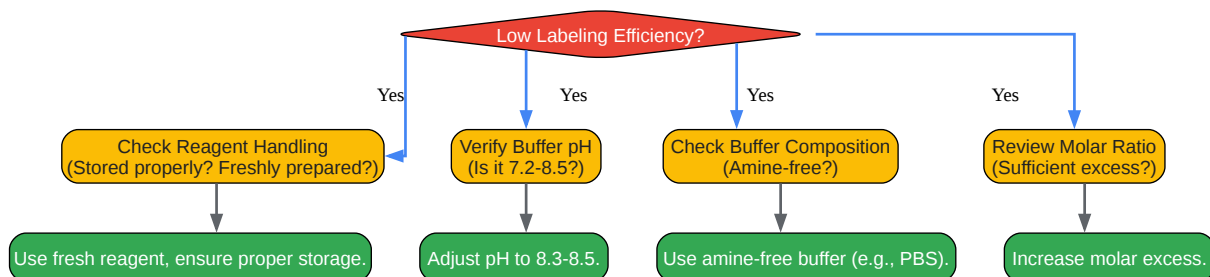 Low Labeling Efficiency?
Yes
Yes
Yes
Yes
Check Reagent Handling
(Stored properly? Freshly prepared?)
Verify Buffer pH
(Is it 7.2-8.5?)
Check Buffer Composition
(Amine-free?)
Review Molar Ratio
(Sufficient excess?)
Use fresh reagent, ensure proper storage.
Adjust pH to 8.3-8.5.
Use amine-free buffer (e.g., PBS).
Increase molar excess.